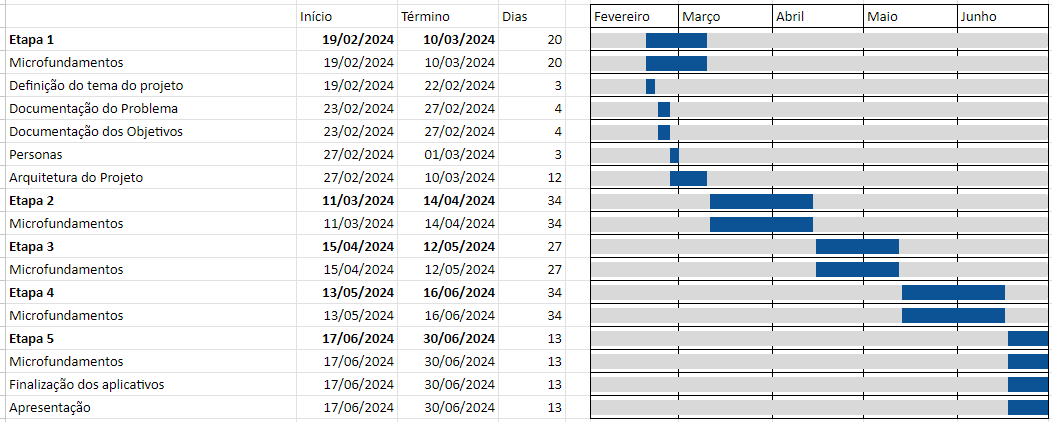 Início Término Dias Fevereiro Março Abril Maio Junho
Etapa 1 19/02/2024 10/03/2024 20
Microfundamentos 19/02/2024 10/03/2024 20
Definição do tema do projeto 19/02/2024 22/02/2024 3
Documentação do Problema 23/02/2024 27/02/2024 4
Documentação dos Objetivos 23/02/2024 27/02/2024 4
Personas 27/02/2024 01/03/2024 3
Arquitetura do Projeto 27/02/2024 10/03/2024 12
Etapa 2 11/03/2024 14/04/2024 34
Microfundamentos 11/03/2024 14/04/2024 34
Etapa 3 15/04/2024 12/05/2024 27
Microfundamentos 15/04/2024 12/05/2024 27
Etapa 4 13/05/2024 16/06/2024 34
Microfundamentos 13/05/2024 16/06/2024 34
Etapa 5 17/06/2024 30/06/2024 13
Microfundamentos 17/06/2024 30/06/2024 13
Finalização dos aplicativos 17/06/2024 30/06/2024 13
Apresentação 17/06/2024 30/06/2024 13